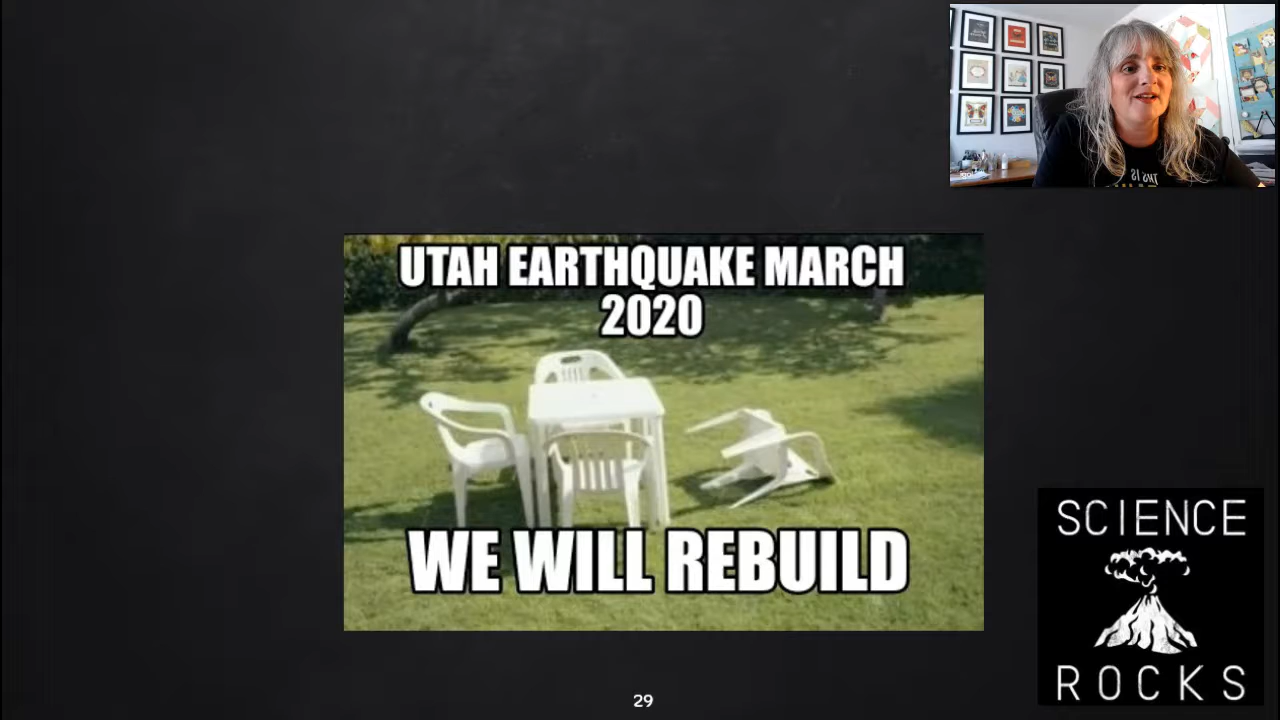 UTAH EARTHQUAKE MARCH
2020
WE WILL REBUILD
SCIENCE
ROCKS
29